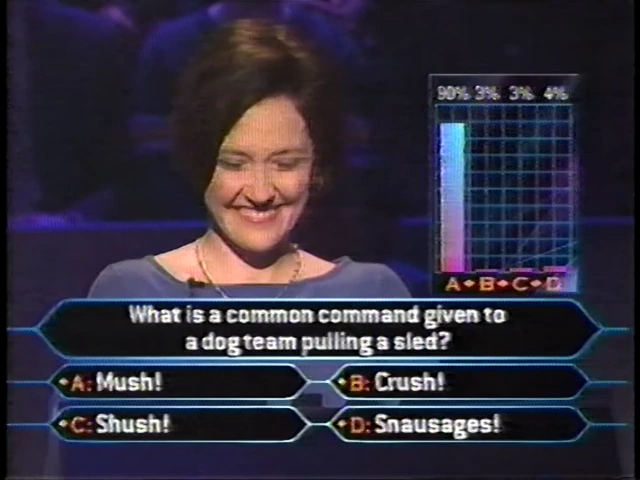 90% 3% 3% 4%
A B C D
What is a common command given to
a dog team pulling a sled?
A: Mush!
B: Crush!
C: Shush!
D: Snausages!